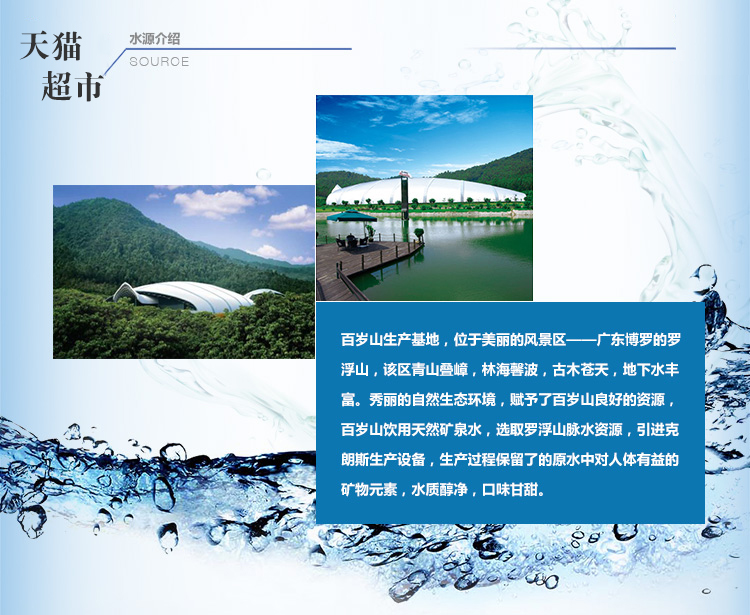 天猫
超市
水源介绍
SOURCE
百岁山生产基地，位于美丽的风景区——广东博罗的罗
浮山，该区青山叠嶂，林海馨波，古木苍天，地下水丰
富。秀丽的自然生态环境，赋予了百岁山良好的资源，
百岁山饮用天然矿泉水，选取罗浮山脉水资源，引进克
朗斯生产设备，生产过程保留了的原水中对人体有益的
矿物元素，水质醇净，口味甘甜。